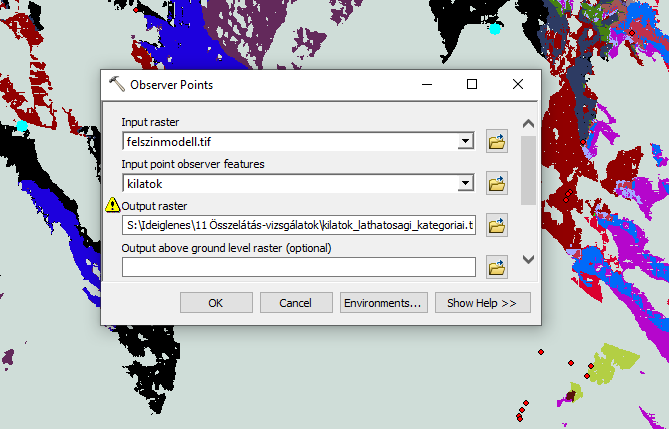 Observer Points
Input raster
felszinmodell.tif
Input point observer features
kilatok
Output raster
S:\Ideiglenes\11 Összelátás-vizsgálatok\kilatok_lathatosagi_kategoriai.t
Output above ground level raster (optional)
OK
Cancel
Environments...
Show Help >>